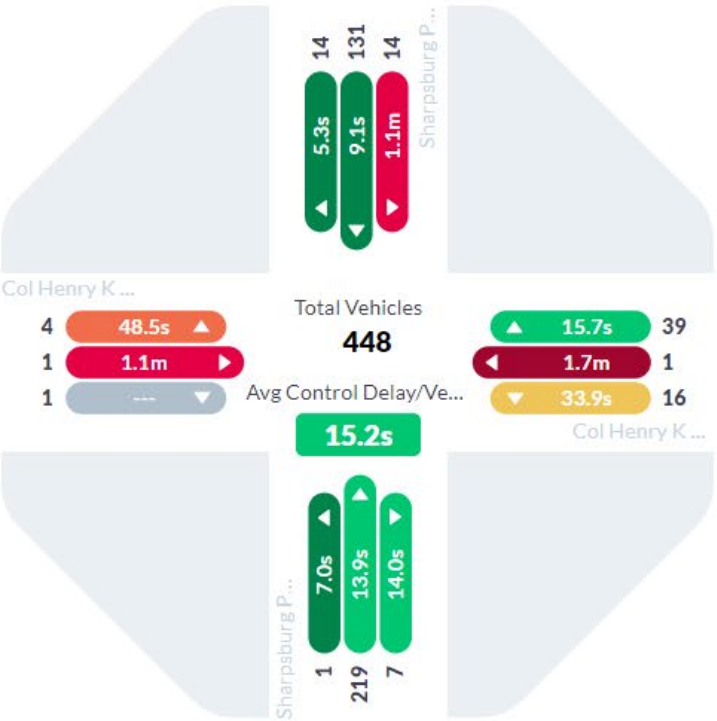 14 131 14
5.3s 9.1s 1.1m
Sharpsburg P...
Col Henry K ...
4 48.5s
1 1.1m
1 ---
Total Vehicles
448
Avg Control Delay/Ve...
15.2s
15.7s 39
1.7m 1
33.9s 16
Col Henry K ...
Sharpsburg P...
7.0s 13.9s 14.0s
1 219 7